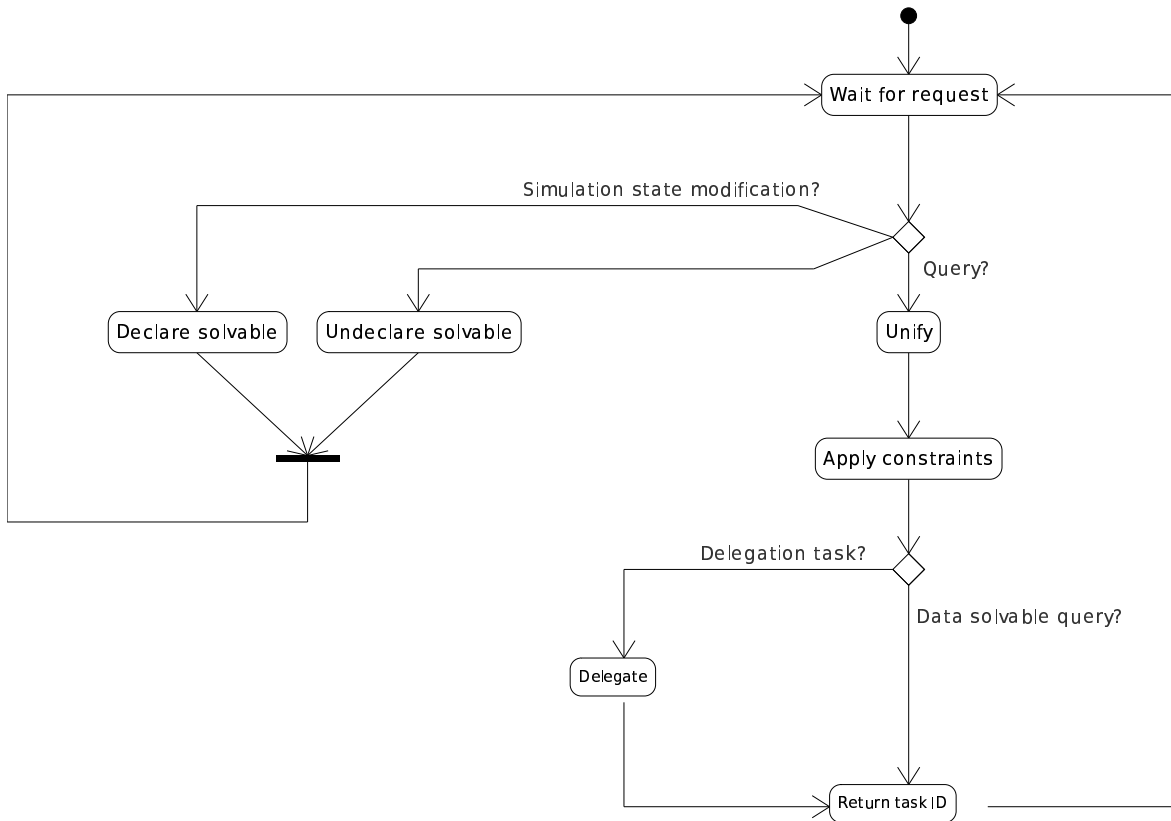 Wait for request
Simulation state modification?
Query?
Declare solvable
Undeclare solvable
Unify
Apply constraints
Delegation task?
Data solvable query?
Delegate
Return task ID